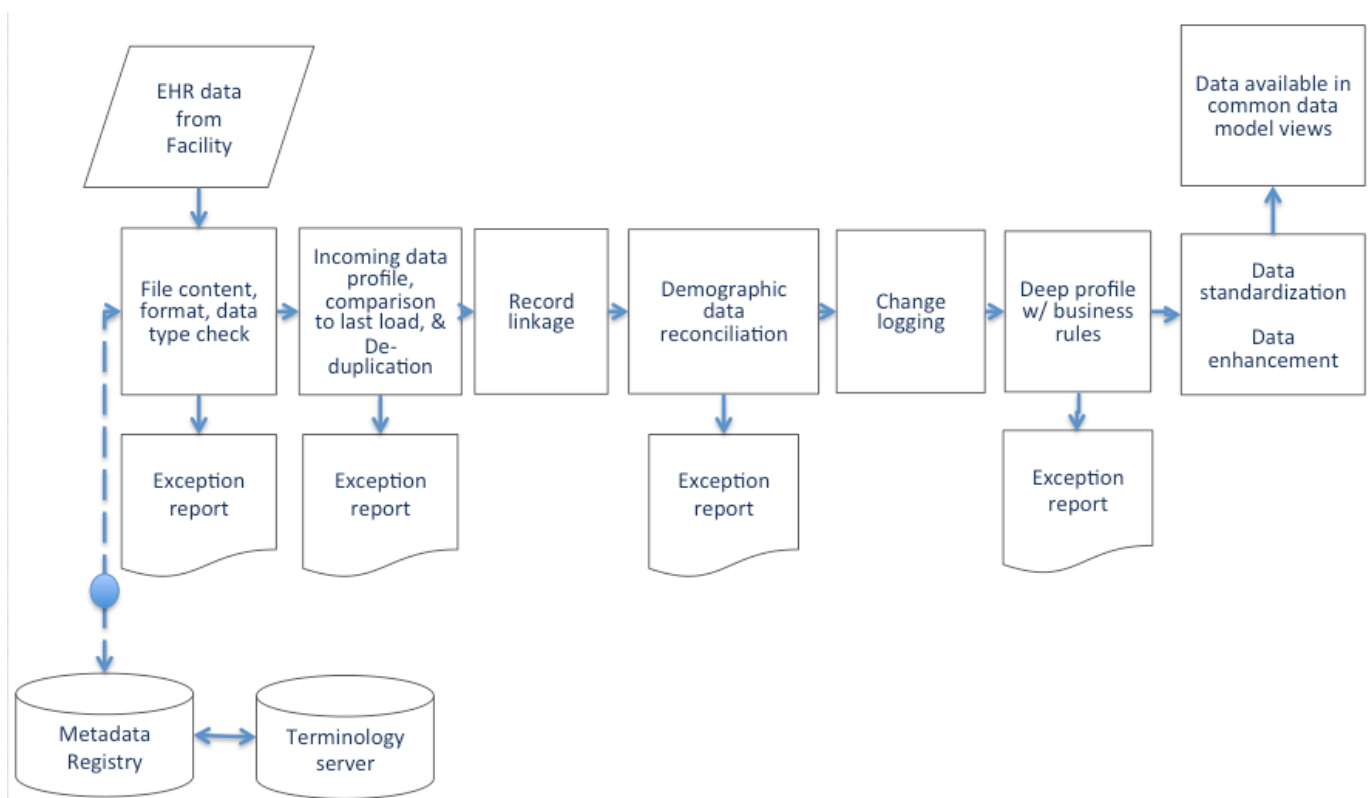 EHR data
from
Facility
Data available in
common data
model views
File content,
format, data
type check
Incoming data
profile,
comparison
to last load, &
De-
duplication
Record
linkage
Demographic
data
reconciliation
Change
logging
Deep profile
w/ business
rules
Data
standardization
Data
enhancement
Exception
report
Exception
report
Exception
report
Exception
report
Metadata
Registry
Terminology
server